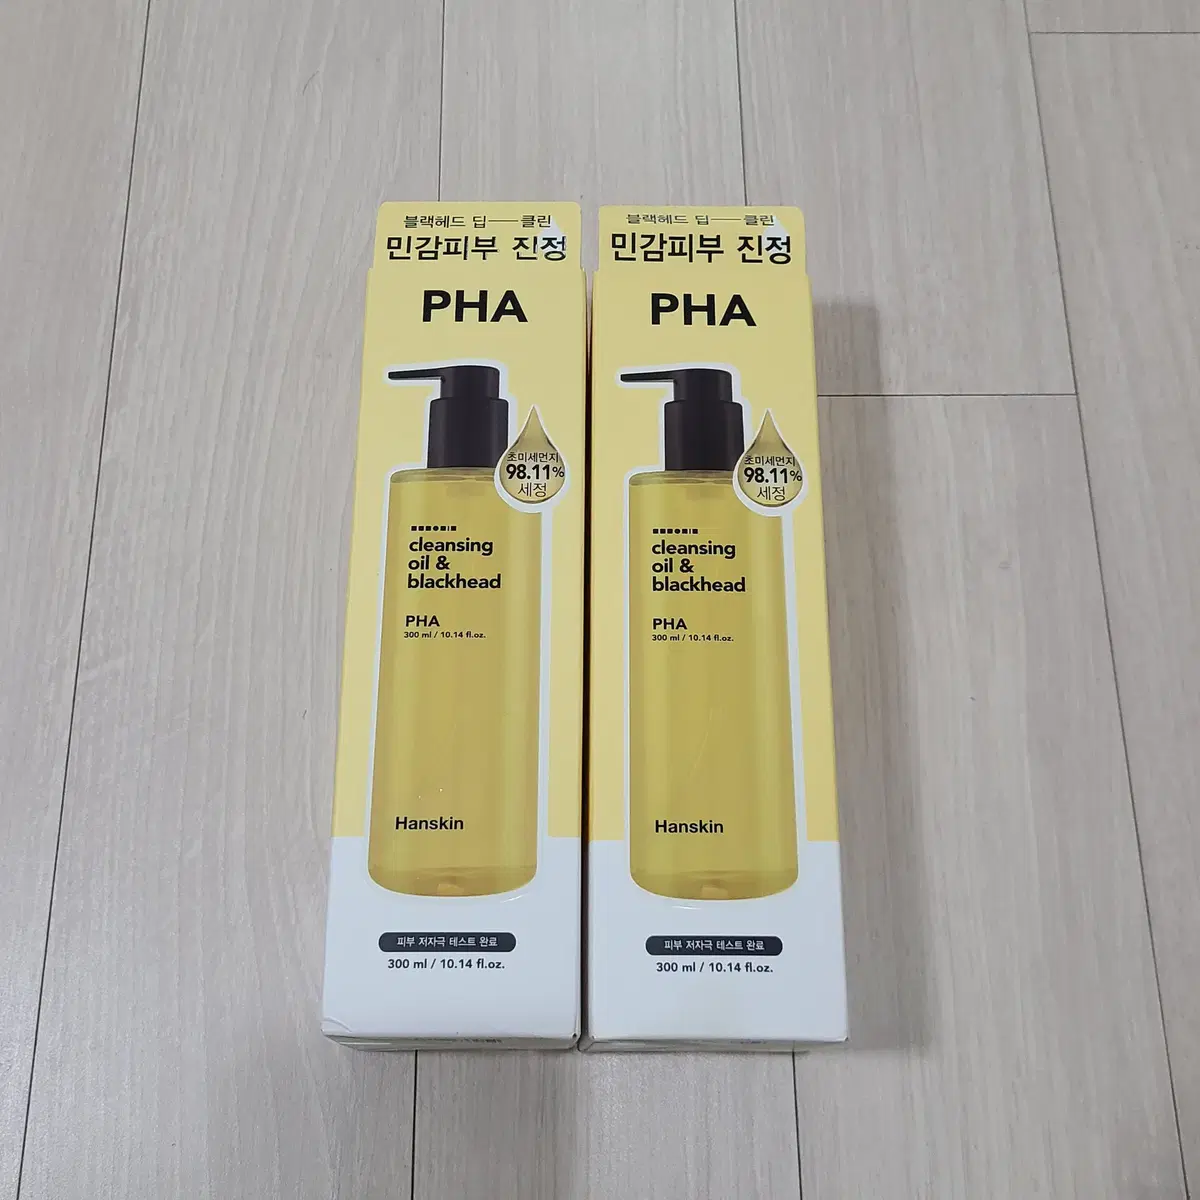 블랙헤드 딥──클린
민감피부 진정
PHA
초미세먼지
98.11%
세정
cleansing
oil &
blackhead
PHA
300 ml / 10.14 fl.oz.
Hanskin
피부 저자극 테스트 완료
300 ml / 10.14 fl.oz.
블랙헤드 딥──클린
민감피부 진정
PHA
초미세먼지
98.11%
세정
cleansing
oil &
blackhead
PHA
300 ml / 10.14 fl.oz.
Hanskin
피부 저자극 테스트 완료
300 ml / 10.14 fl.oz.